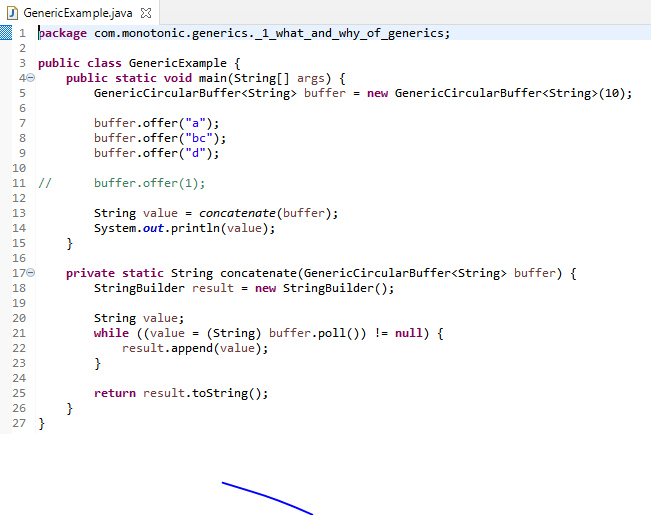 GenericExample.java
1 package com.monotonic.generics._1_what_and_why_of_generics;
2
3 public class GenericExample {
4     public static void main(String[] args) {
5         GenericCircularBuffer<String> buffer = new GenericCircularBuffer<String>(10);
6
7         buffer.offer("a");
8         buffer.offer("bc");
9         buffer.offer("d");
10
11 //      buffer.offer(1);
12
13         String value = concatenate(buffer);
14         System.out.println(value);
15     }
16
17     private static String concatenate(GenericCircularBuffer<String> buffer) {
18         StringBuilder result = new StringBuilder();
19
20         String value;
21         while ((value = (String) buffer.poll()) != null) {
22             result.append(value);
23         }
24
25         return result.toString();
26     }
27 }